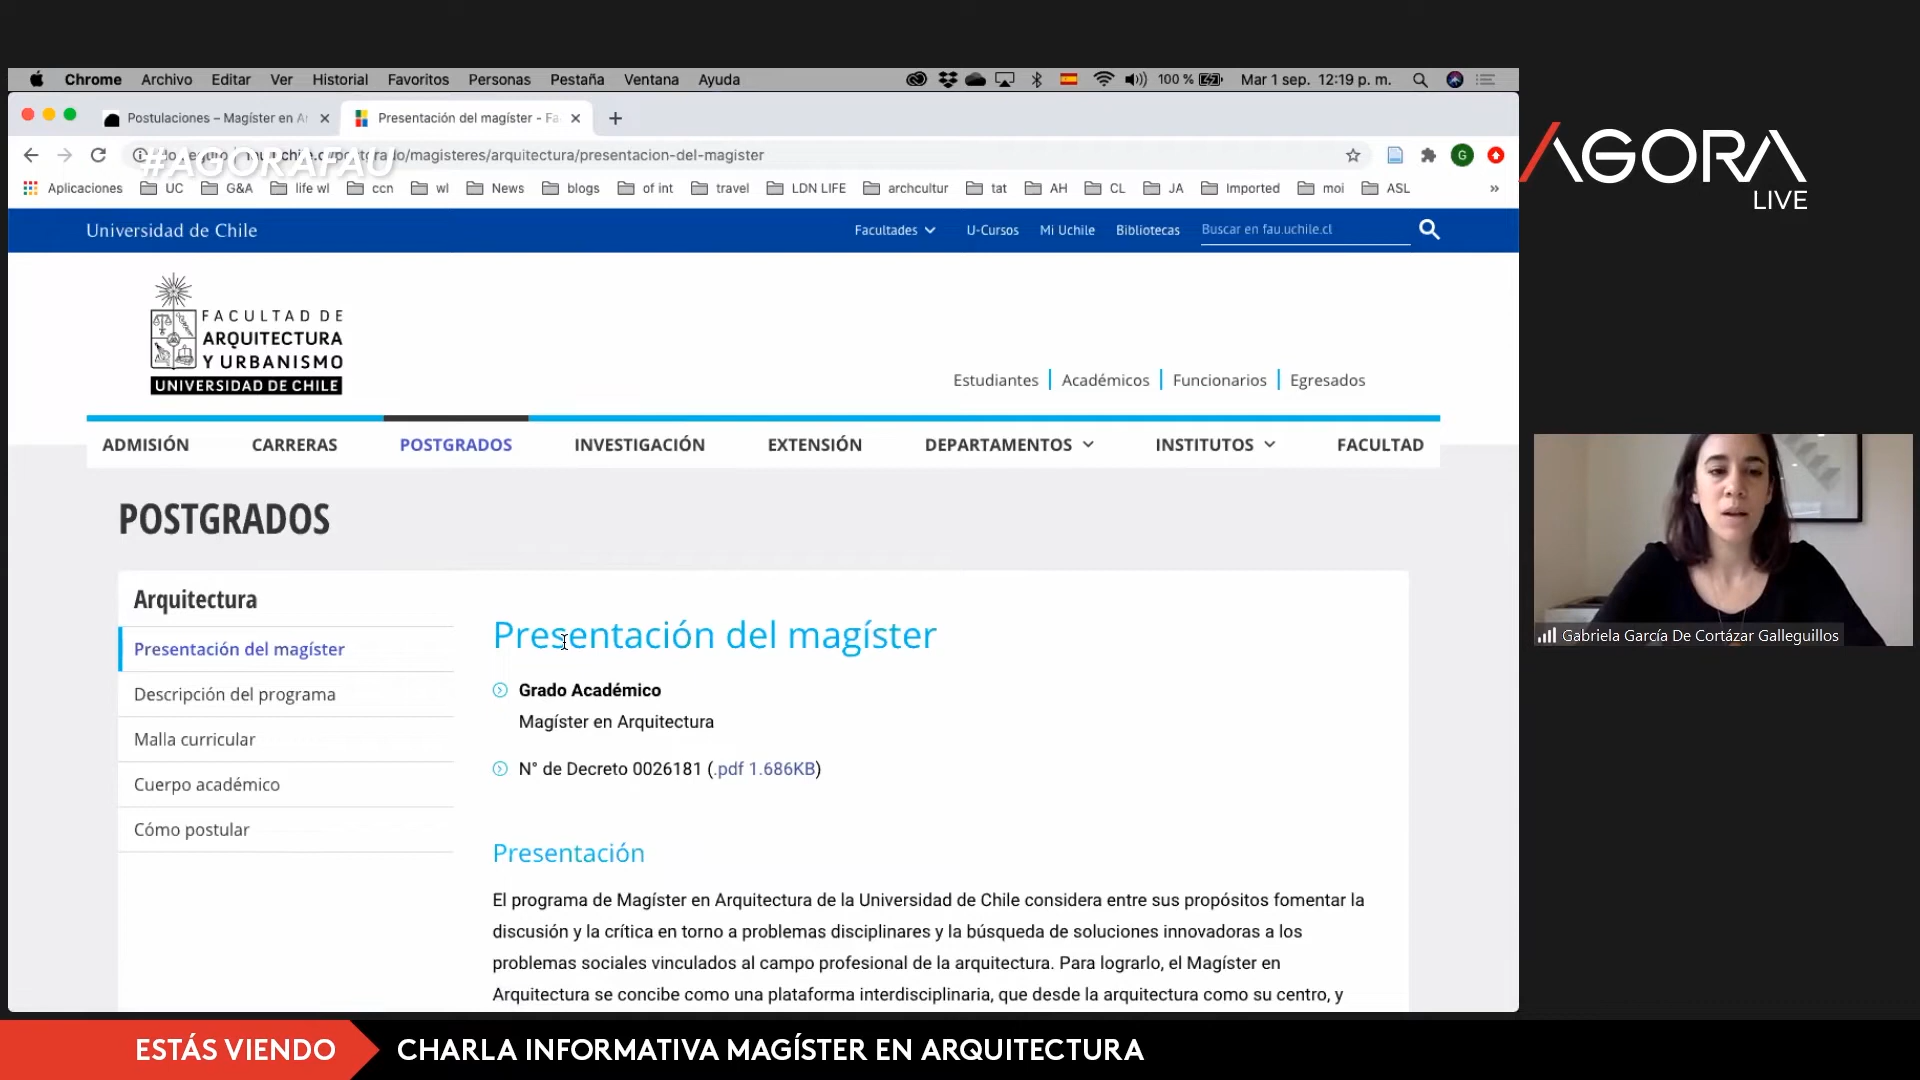 Chrome Archivo Editar Ver Historial Favoritos Personas Pestaña Ventana Ayuda 100 % Mar 1 sep. 12:19 p. m.
Postulaciones – Magíster en Ar Presentación del magíster - Fa
/postgrado/magisteres/arquitectura/presentacion-del-magister G
#AGORAFAU
Aplicaciones UC G&A life wl ccn wl News blogs of int travel LDN LIFE archcultur tat AH CL JA Imported moi ASL »
AGORA
LIVE
Universidad de Chile Facultades U-Cursos Mi Uchile Bibliotecas Buscar en fau.uchile.cl
FACULTAD DE
ARQUITECTURA
Y URBANISMO
UNIVERSIDAD DE CHILE
Estudiantes Académicos Funcionarios Egresados
ADMISIÓN CARRERAS POSTGRADOS INVESTIGACIÓN EXTENSIÓN DEPARTAMENTOS INSTITUTOS FACULTAD
POSTGRADOS
Arquitectura
Presentación del magíster
Descripción del programa
Malla curricular
Cuerpo académico
Cómo postular
Presentación del magíster
Grado Académico
Magíster en Arquitectura
N° de Decreto 0026181 (.pdf 1.686KB)
Presentación
El programa de Magíster en Arquitectura de la Universidad de Chile considera entre sus propósitos fomentar la
discusión y la crítica en torno a problemas disciplinares y la búsqueda de soluciones innovadoras a los
problemas sociales vinculados al campo profesional de la arquitectura. Para lograrlo, el Magíster en
Arquitectura se concibe como una plataforma interdisciplinaria, que desde la arquitectura como su centro, y
Gabriela García De Cortázar Galleguillos
ESTÁS VIENDO CHARLA INFORMATIVA MAGÍSTER EN ARQUITECTURA